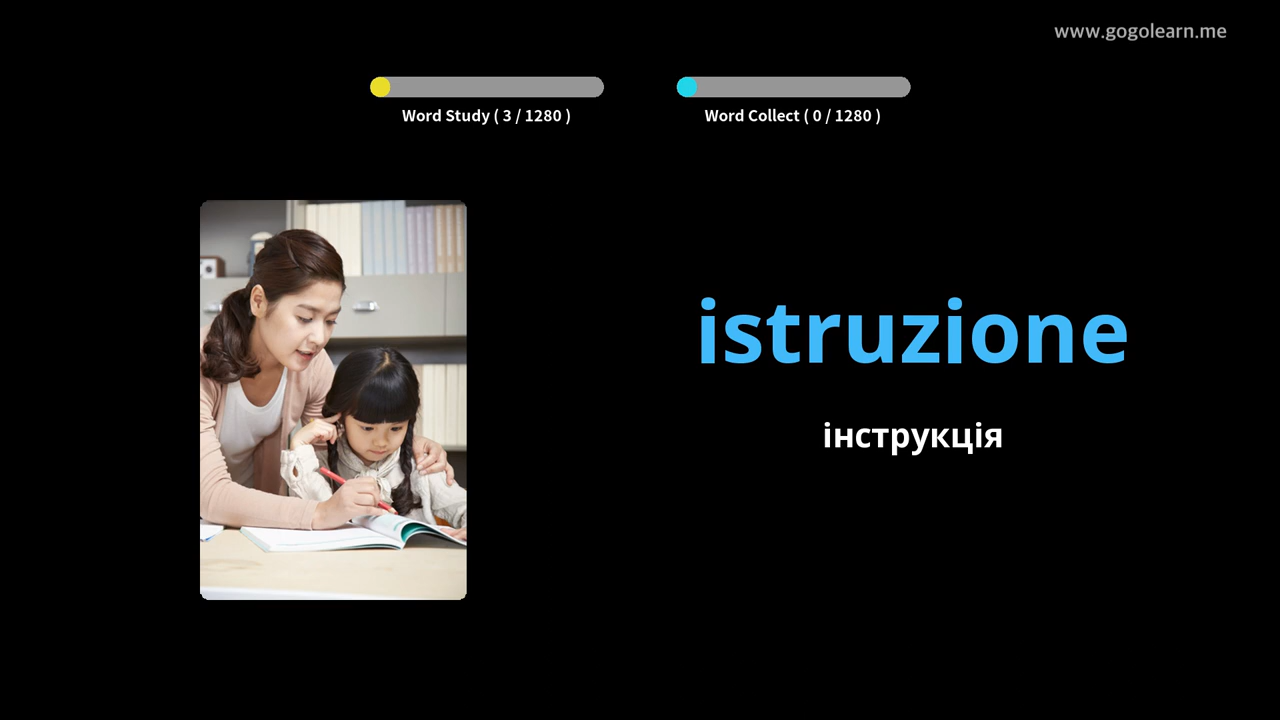 www.gogolearn.me
Word Study ( 3 / 1280 )
Word Collect ( 0 / 1280 )
istruzione
інструкція